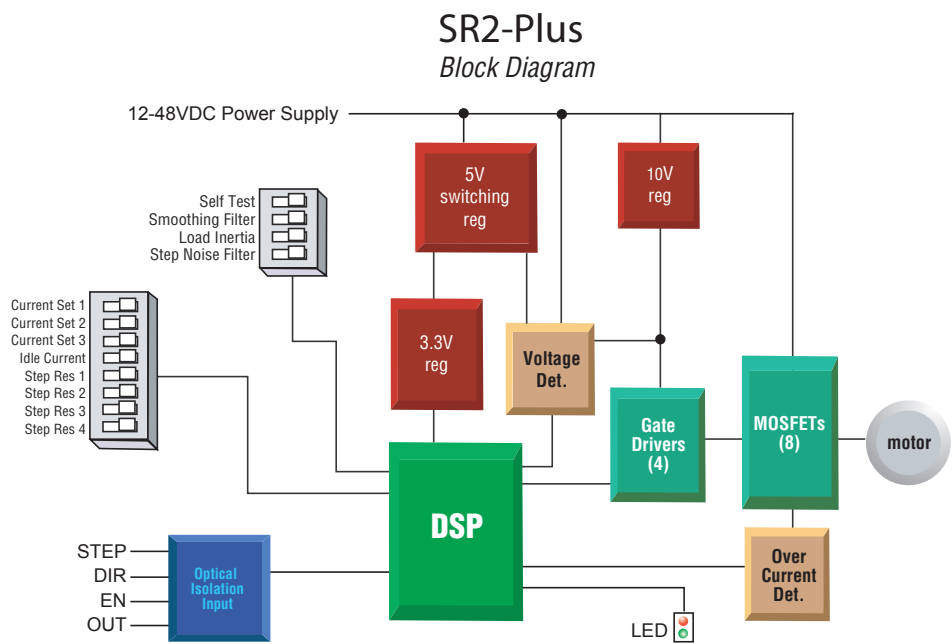 SR2-Plus
Block Diagram
12-48VDC Power Supply
5V
switching
reg
10V
reg
Self Test
Smoothing Filter
Load Inertia
Step Noise Filter
Current Set 1
Current Set 2
Current Set 3
Idle Current
Step Res 1
Step Res 2
Step Res 3
Step Res 4
3.3V
reg
Voltage
Det.
Gate
Drivers
(4)
MOSFETs
(8)
motor
DSP
STEP
DIR
EN
OUT
Optical
Isolation
Input
Over
Current
Det.
LED